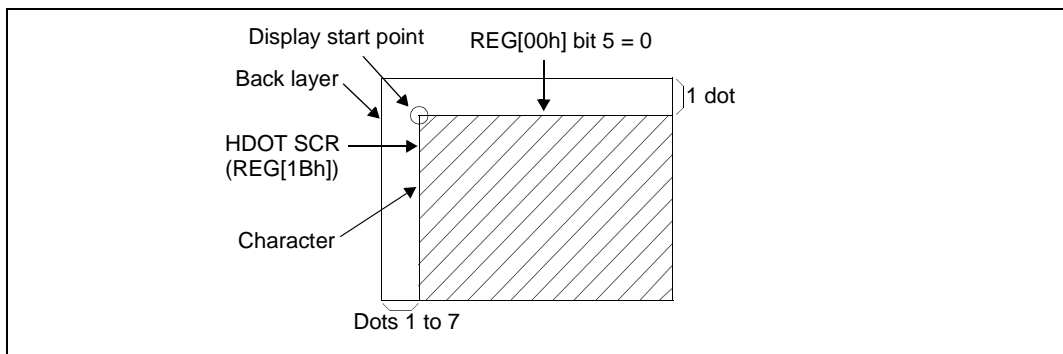 Display start point
REG[00h] bit 5 = 0
Back layer
1 dot
HDOT SCR
(REG[1Bh])
Character
Dots 1 to 7